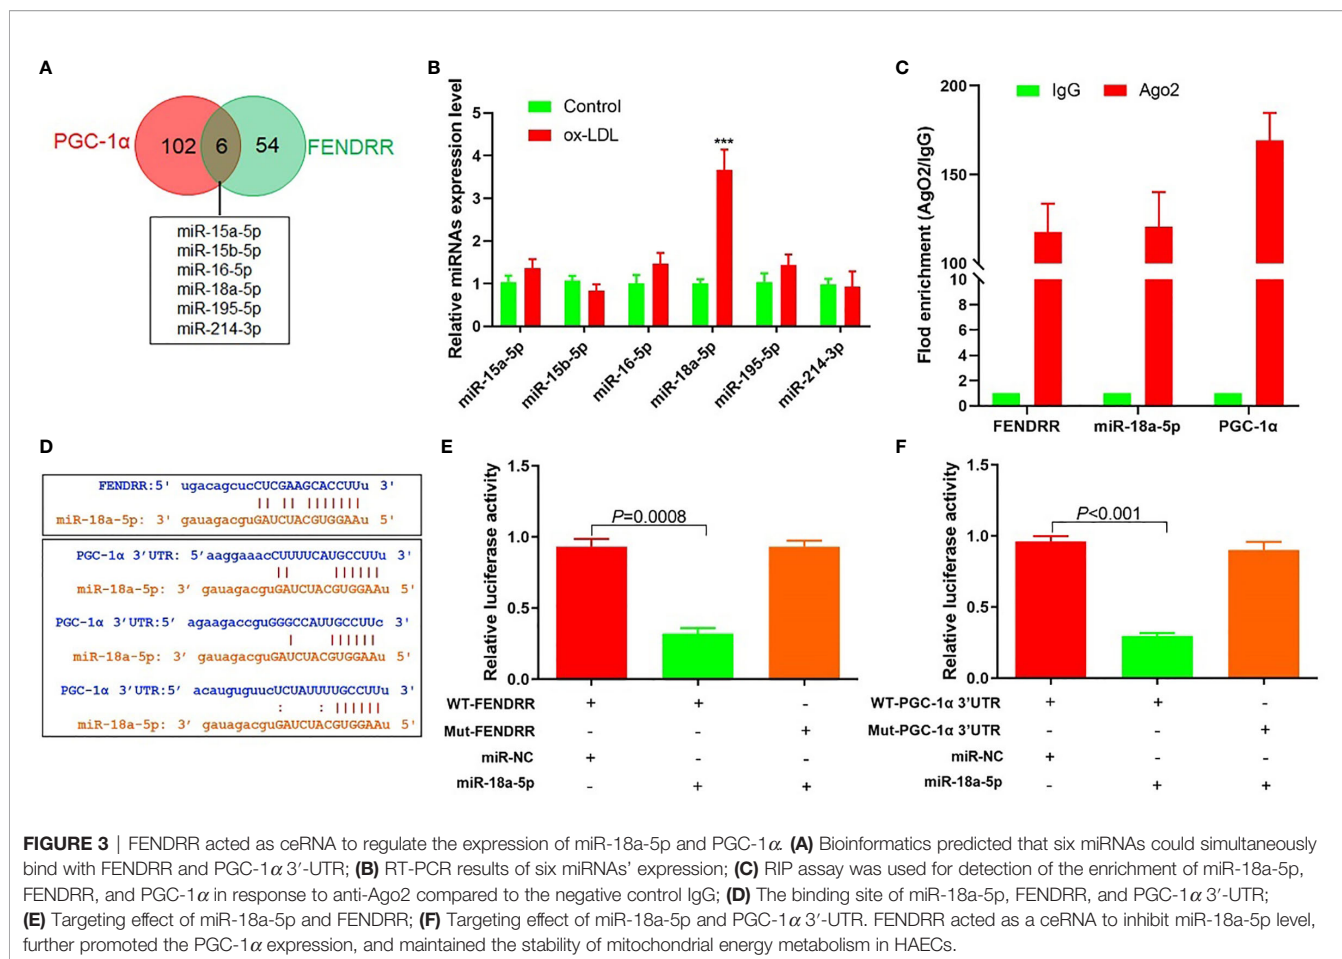 A
PGC-1α 102 6 54 FENDRR
miR-15a-5p
miR-15b-5p
miR-16-5p
miR-18a-5p
miR-195-5p
miR-214-3p
B
Relative miRNAs expression level
5
4
3
2
1
0
Control
ox-LDL
***
miR-15a-5p
miR-15b-5p
miR-16-5p
miR-18a-5p
miR-195-5p
miR-214-3p
C
Flod enrichment (AgO2/IgG)
IgG Ago2
200
150
100
10
8
6
4
2
0
FENDRR miR-18a-5p PGC-1α
D
FENDRR:5' ugacagcucCUCGAAGCACCUUu 3'
miR-18a-5p: 3' gauagacguGAUCUACGUGGAAu 5'
PGC-1α 3'UTR: 5'aaggaaacCUUUUCAUGCCUUu 3'
miR-18a-5p: 3' gauagacguGAUCUACGUGGAAu 5'
PGC-1α 3'UTR:5' agaagaccguGGGCCAUUGCCUUc 3'
miR-18a-5p: 3' gauagacguGAUCUACGUGGAAu 5'
PGC-1α 3'UTR:5' acauguguucUCUAUUUUGCCUUu 3'
miR-18a-5p: 3' gauagacguGAUCUACGUGGAAu 5'
E
Relative luciferase activity
1.5
1.0
0.5
0.0
P=0.0008
WT-FENDRR + + -
Mut-FENDRR - - +
miR-NC + - -
miR-18a-5p - + +
F
Relative luciferase activity
1.5
1.0
0.5
0.0
P<0.001
WT-PGC-1α 3'UTR + + -
Mut-PGC-1α 3'UTR - - +
miR-NC + - -
miR-18a-5p - + +
FIGURE 3 | FENDRR acted as ceRNA to regulate the expression of miR-18a-5p and PGC-1α. (A) Bioinformatics predicted that six miRNAs could simultaneously
bind with FENDRR and PGC-1α 3′-UTR; (B) RT-PCR results of six miRNAs' expression; (C) RIP assay was used for detection of the enrichment of miR-18a-5p,
FENDRR, and PGC-1α in response to anti-Ago2 compared to the negative control IgG; (D) The binding site of miR-18a-5p, FENDRR, and PGC-1α 3′-UTR;
(E) Targeting effect of miR-18a-5p and FENDRR; (F) Targeting effect of miR-18a-5p and PGC-1α 3′-UTR. FENDRR acted as a ceRNA to inhibit miR-18a-5p level,
further promoted the PGC-1α expression, and maintained the stability of mitochondrial energy metabolism in HAECs.